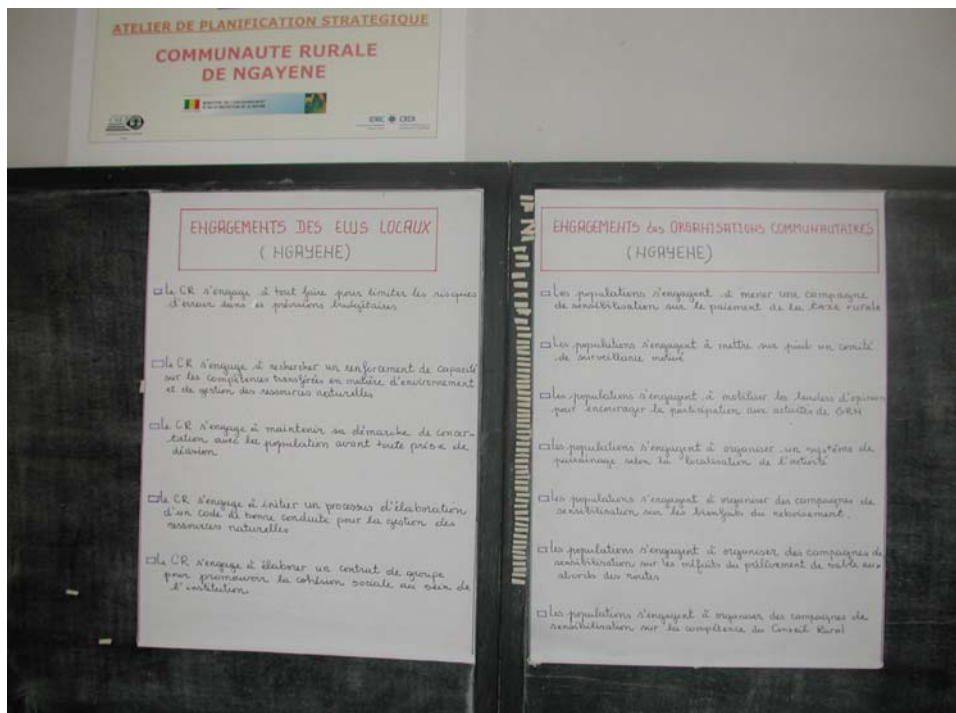 ATELIER DE PLANIFICATION STRATEGIQUE
COMMUNAUTE RURALE
DE NGAYENE
CSE
IDRC CRDI
ENGAGEMENTS DES ELUS LOCAUX
(NGAYENE)
Le CR s'engage à tout faire pour limiter les risques
d'erreur dans es prévisions budgétaires
Le CR s'engage à rechercher un renforcement de capacité
sur les compétences transférées en matière d'environnement
et de gestion des ressources naturelles
Le CR s'engage à maintenir sa démarche de concer-
tation avec la population avant toute prise de
décision
Le CR s'engage à initier un processus d'élaboration
d'un code de bonne conduite pour la gestion des
ressources naturelles
Le CR s'engage à élaborer un contrat de groupe
pour promouvoir la cohésion sociale au sein de
l'institution
ENGAGEMENTS des ORGANISATIONS COMMUNAUTAIRES
(NGAYENE)
Les populations s'engagent à mener une campagne
de sensibilisation sur le paiement de la taxe rurale
Les populations s'engagent à mettre sur pied un comité
de surveillance motivé
Les populations s'engagent à mobiliser les leaders d'opinion
pour encourager la participation aux activités de GRN
Les populations s'engagent à organiser un système de
parrainage selon la localisation de l'activité
Les populations s'engagent à organiser des campagnes de
sensibilisation sur les bienfaits du reboisement.
Les populations s'engagent à organiser des campagnes de
sensibilisation sur les méfaits du prélèvement de sable aux
abords des routes
Les populations s'engagent à organiser des campagnes de
sensibilisation sur la compétence du Conseil Rural